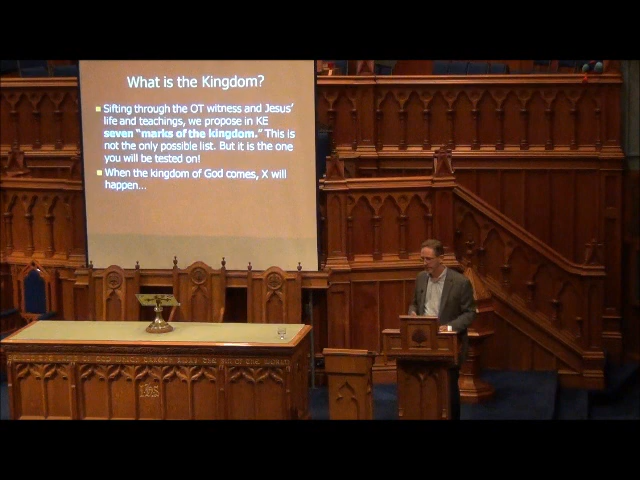 What is the Kingdom?
Sifting through the OT witness and Jesus'
life and teachings, we propose in KE
seven "marks of the kingdom." This is
not the only possible list. But it is the one
you will be tested on!
When the kingdom of God comes, X will
happen...
IHS